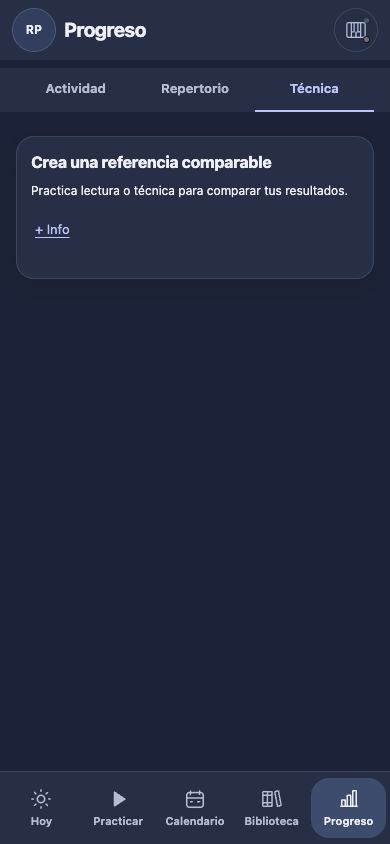 RP
Progreso
Actividad
Repertorio
Técnica
Crea una referencia comparable
Practica lectura o técnica para comparar tus resultados.
+ Info
Hoy
Practicar
Calendario
Biblioteca
Progreso